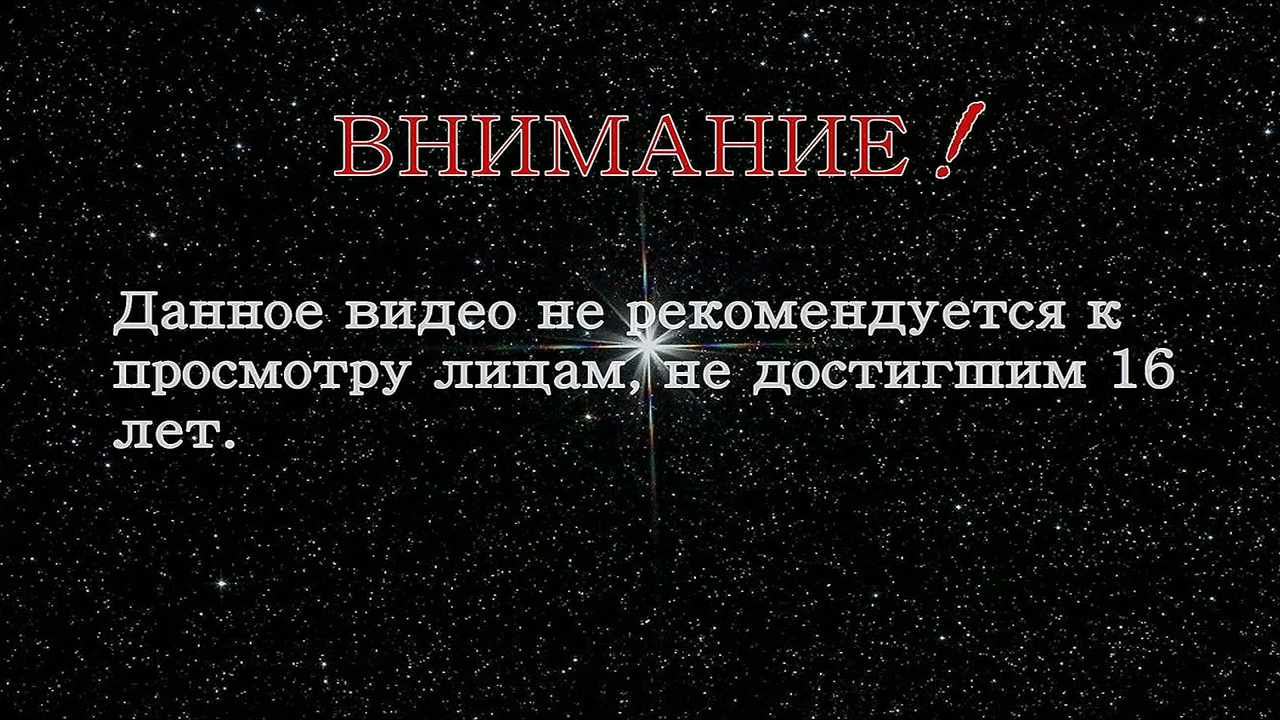 ВНИМАНИЕ!
Данное видео не рекомендуется к
просмотру лицам, не достигшим 16
лет.